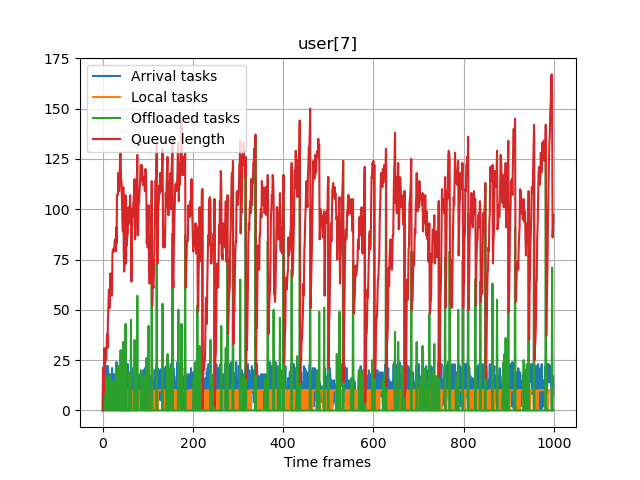 user[7]
Arrival tasks
Local tasks
Offloaded tasks
Queue length
175
150
125
100
75
50
25
0
0
200
400
600
800
1000
Time frames